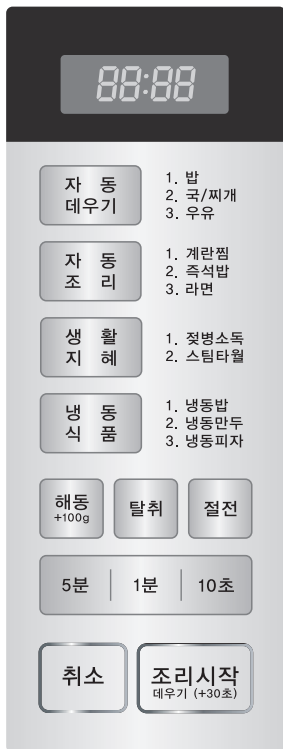 88:88
자 동
데우기
1. 밥
2. 국/찌개
3. 우유
자 동
조 리
1. 계란찜
2. 즉석밥
3. 라면
생 활
지 혜
1. 젖병소독
2. 스팀타월
냉 동
식 품
1. 냉동밥
2. 냉동만두
3. 냉동피자
해동
+100g
탈취
절전
5분
1분
10초
취소
조리시작
데우기 (+30초)